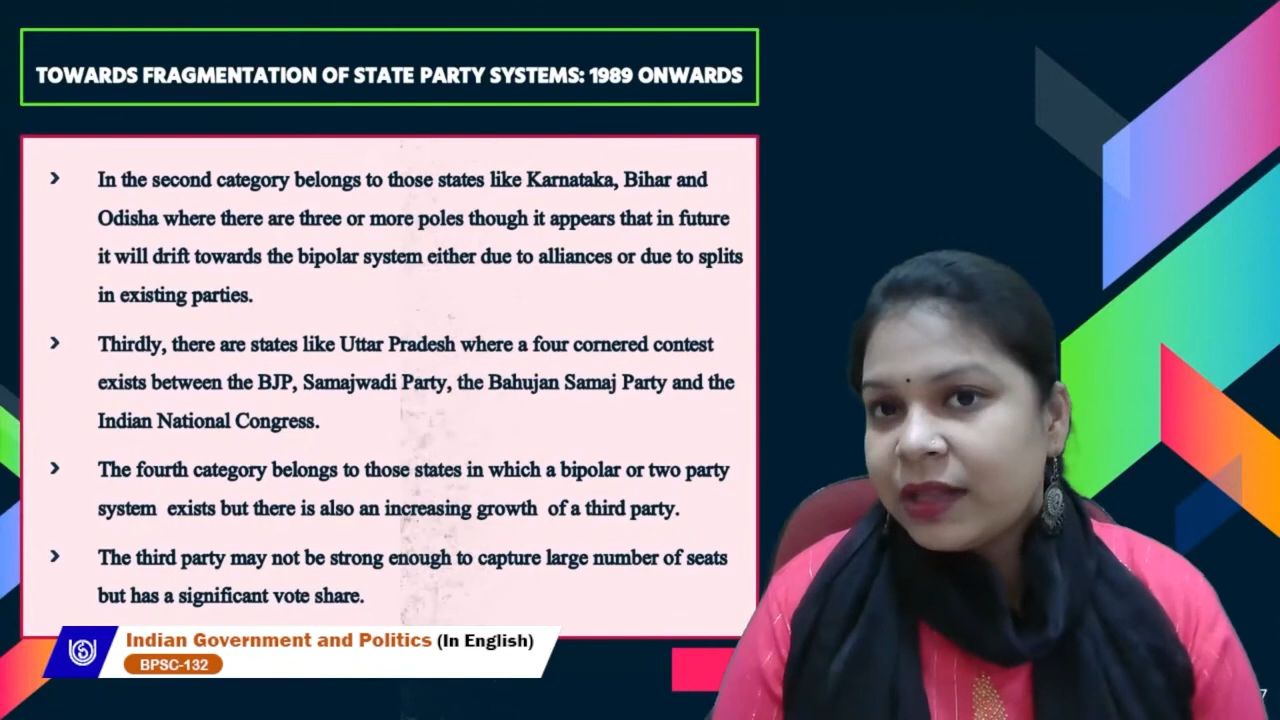 TOWARDS FRAGMENTATION OF STATE PARTY SYSTEMS: 1989 ONWARDS
› In the second category belongs to those states like Karnataka, Bihar and
Odisha where there are three or more poles though it appears that in future
it will drift towards the bipolar system either due to alliances or due to splits
in existing parties.
› Thirdly, there are states like Uttar Pradesh where a four cornered contest
exists between the BJP, Samajwadi Party, the Bahujan Samaj Party and the
Indian National Congress.
› The fourth category belongs to those states in which a bipolar or two party
system exists but there is also an increasing growth of a third party.
› The third party may not be strong enough to capture large number of seats
but has a significant vote share.
Indian Government and Politics (In English)
BPSC-132
7